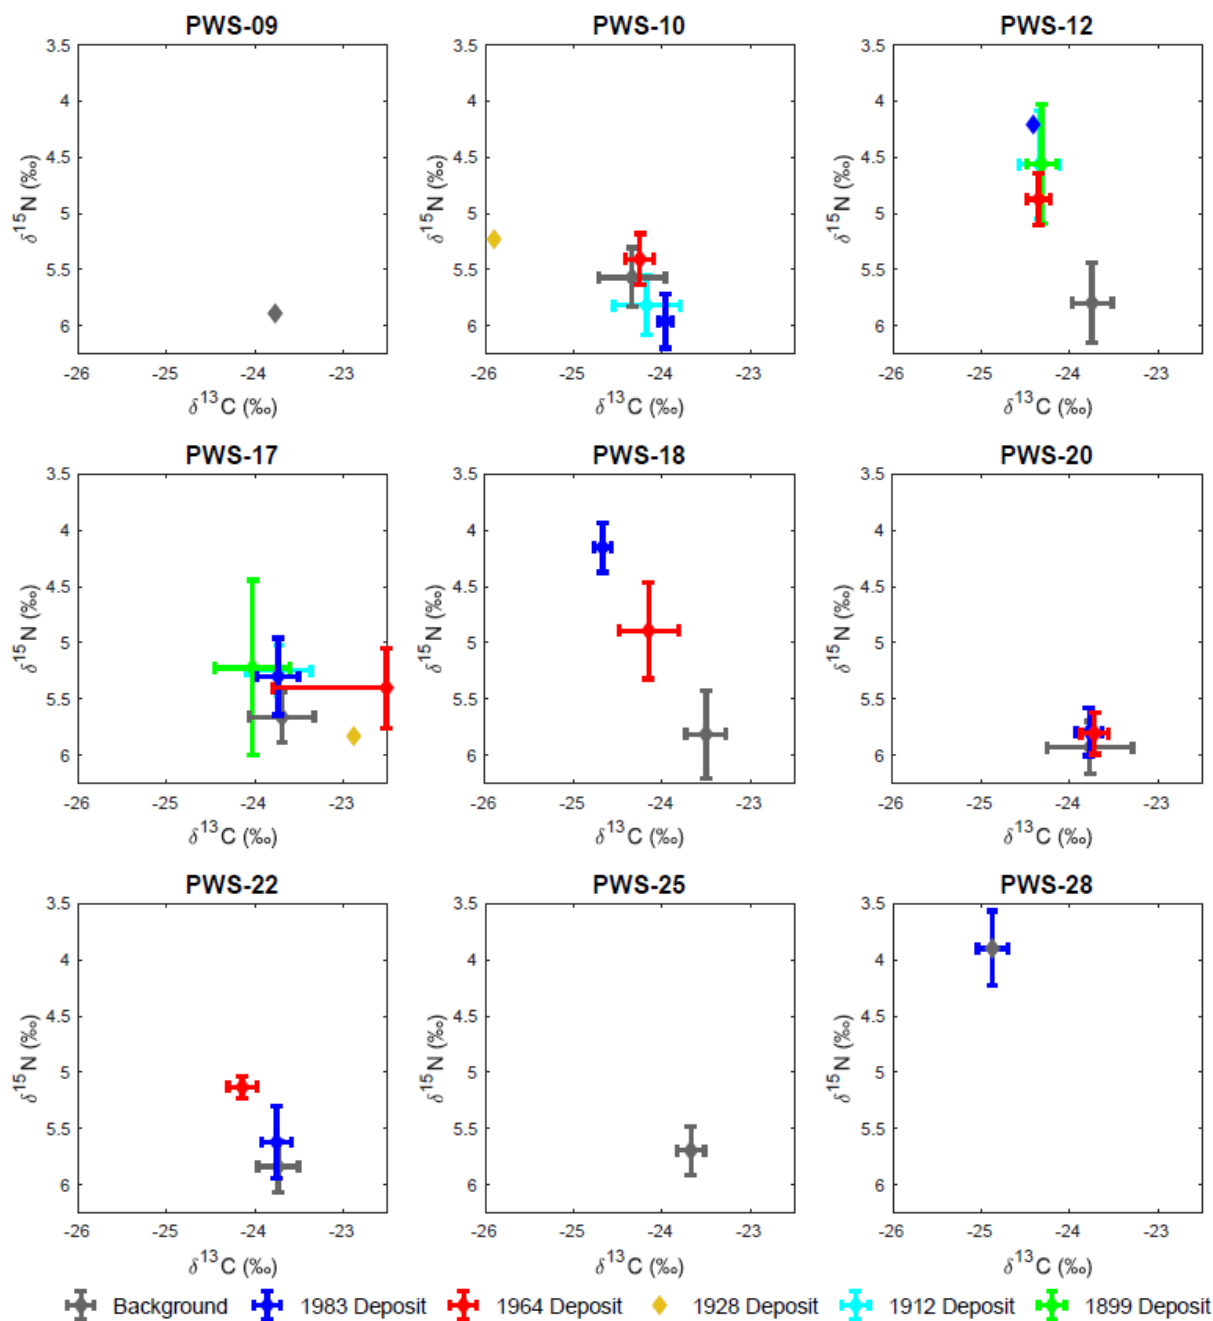 PWS-09 PWS-10 PWS-12
3.5 3.5 3.5
4 4 4
4.5 4.5 4.5
5 5 5
5.5 5.5 5.5
6 6 6
δ15N (‰) δ15N (‰) δ15N (‰)
-26 -25 -24 -23 -26 -25 -24 -23 -26 -25 -24 -23
δ13C (‰) δ13C (‰) δ13C (‰)
PWS-17 PWS-18 PWS-20
3.5 3.5 3.5
4 4 4
4.5 4.5 4.5
5 5 5
5.5 5.5 5.5
6 6 6
δ15N (‰) δ15N (‰) δ15N (‰)
-26 -25 -24 -23 -26 -25 -24 -23 -26 -25 -24 -23
δ13C (‰) δ13C (‰) δ13C (‰)
PWS-22 PWS-25 PWS-28
3.5 3.5 3.5
4 4 4
4.5 4.5 4.5
5 5 5
5.5 5.5 5.5
6 6 6
δ15N (‰) δ15N (‰) δ15N (‰)
-26 -25 -24 -23 -26 -25 -24 -23 -26 -25 -24 -23
δ13C (‰) δ13C (‰) δ13C (‰)
Background 1983 Deposit 1964 Deposit 1928 Deposit 1912 Deposit 1899 Deposit